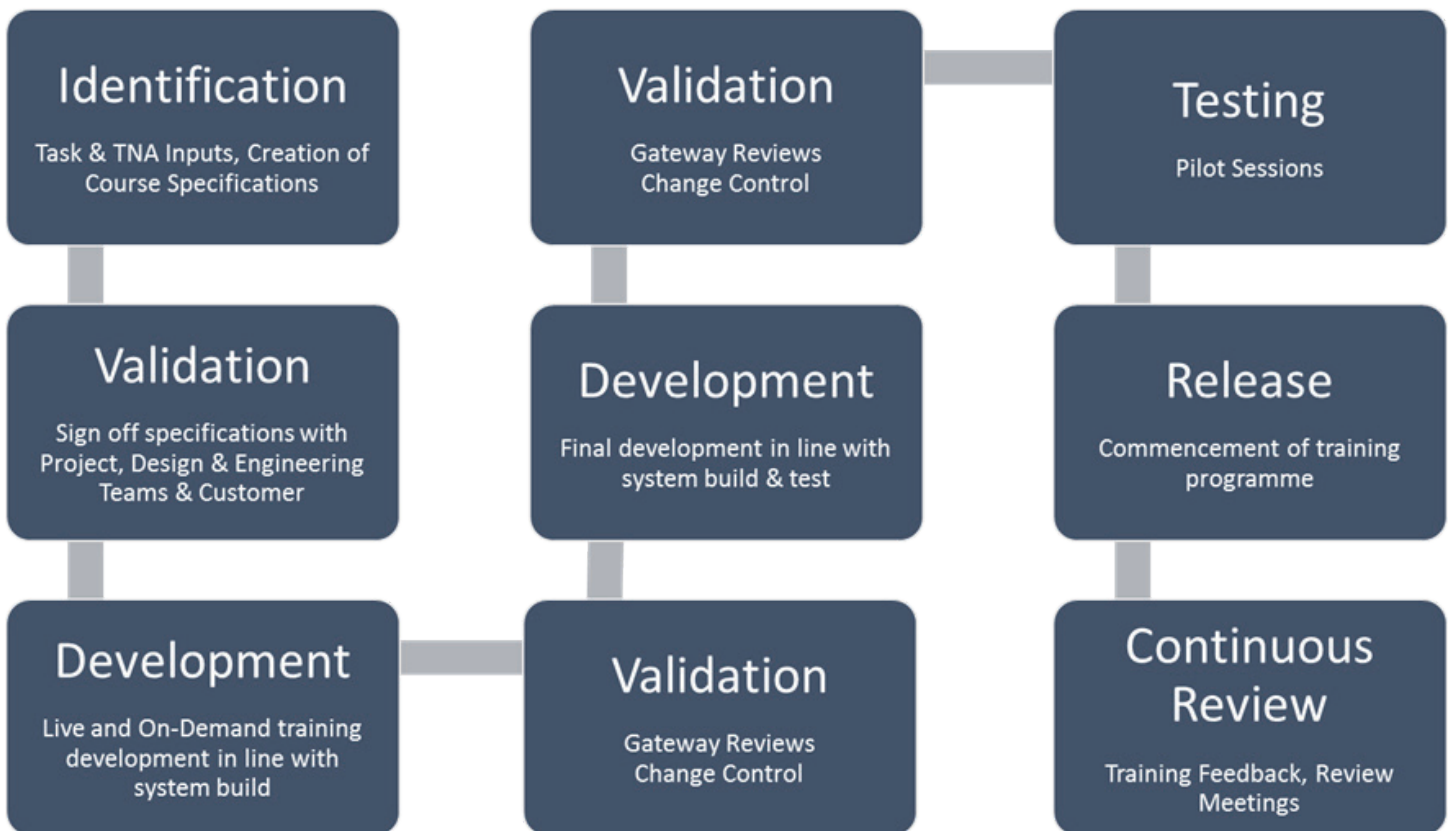 Identification
Task & TNA Inputs, Creation of
Course Specifications
Validation
Sign off specifications with
Project, Design & Engineering
Teams & Customer
Development
Live and On-Demand training
development in line with
system build
Validation
Gateway Reviews
Change Control
Development
Final development in line with
system build & test
Validation
Gateway Reviews
Change Control
Testing
Pilot Sessions
Release
Commencement of training
programme
Continuous
Review
Training Feedback, Review
Meetings